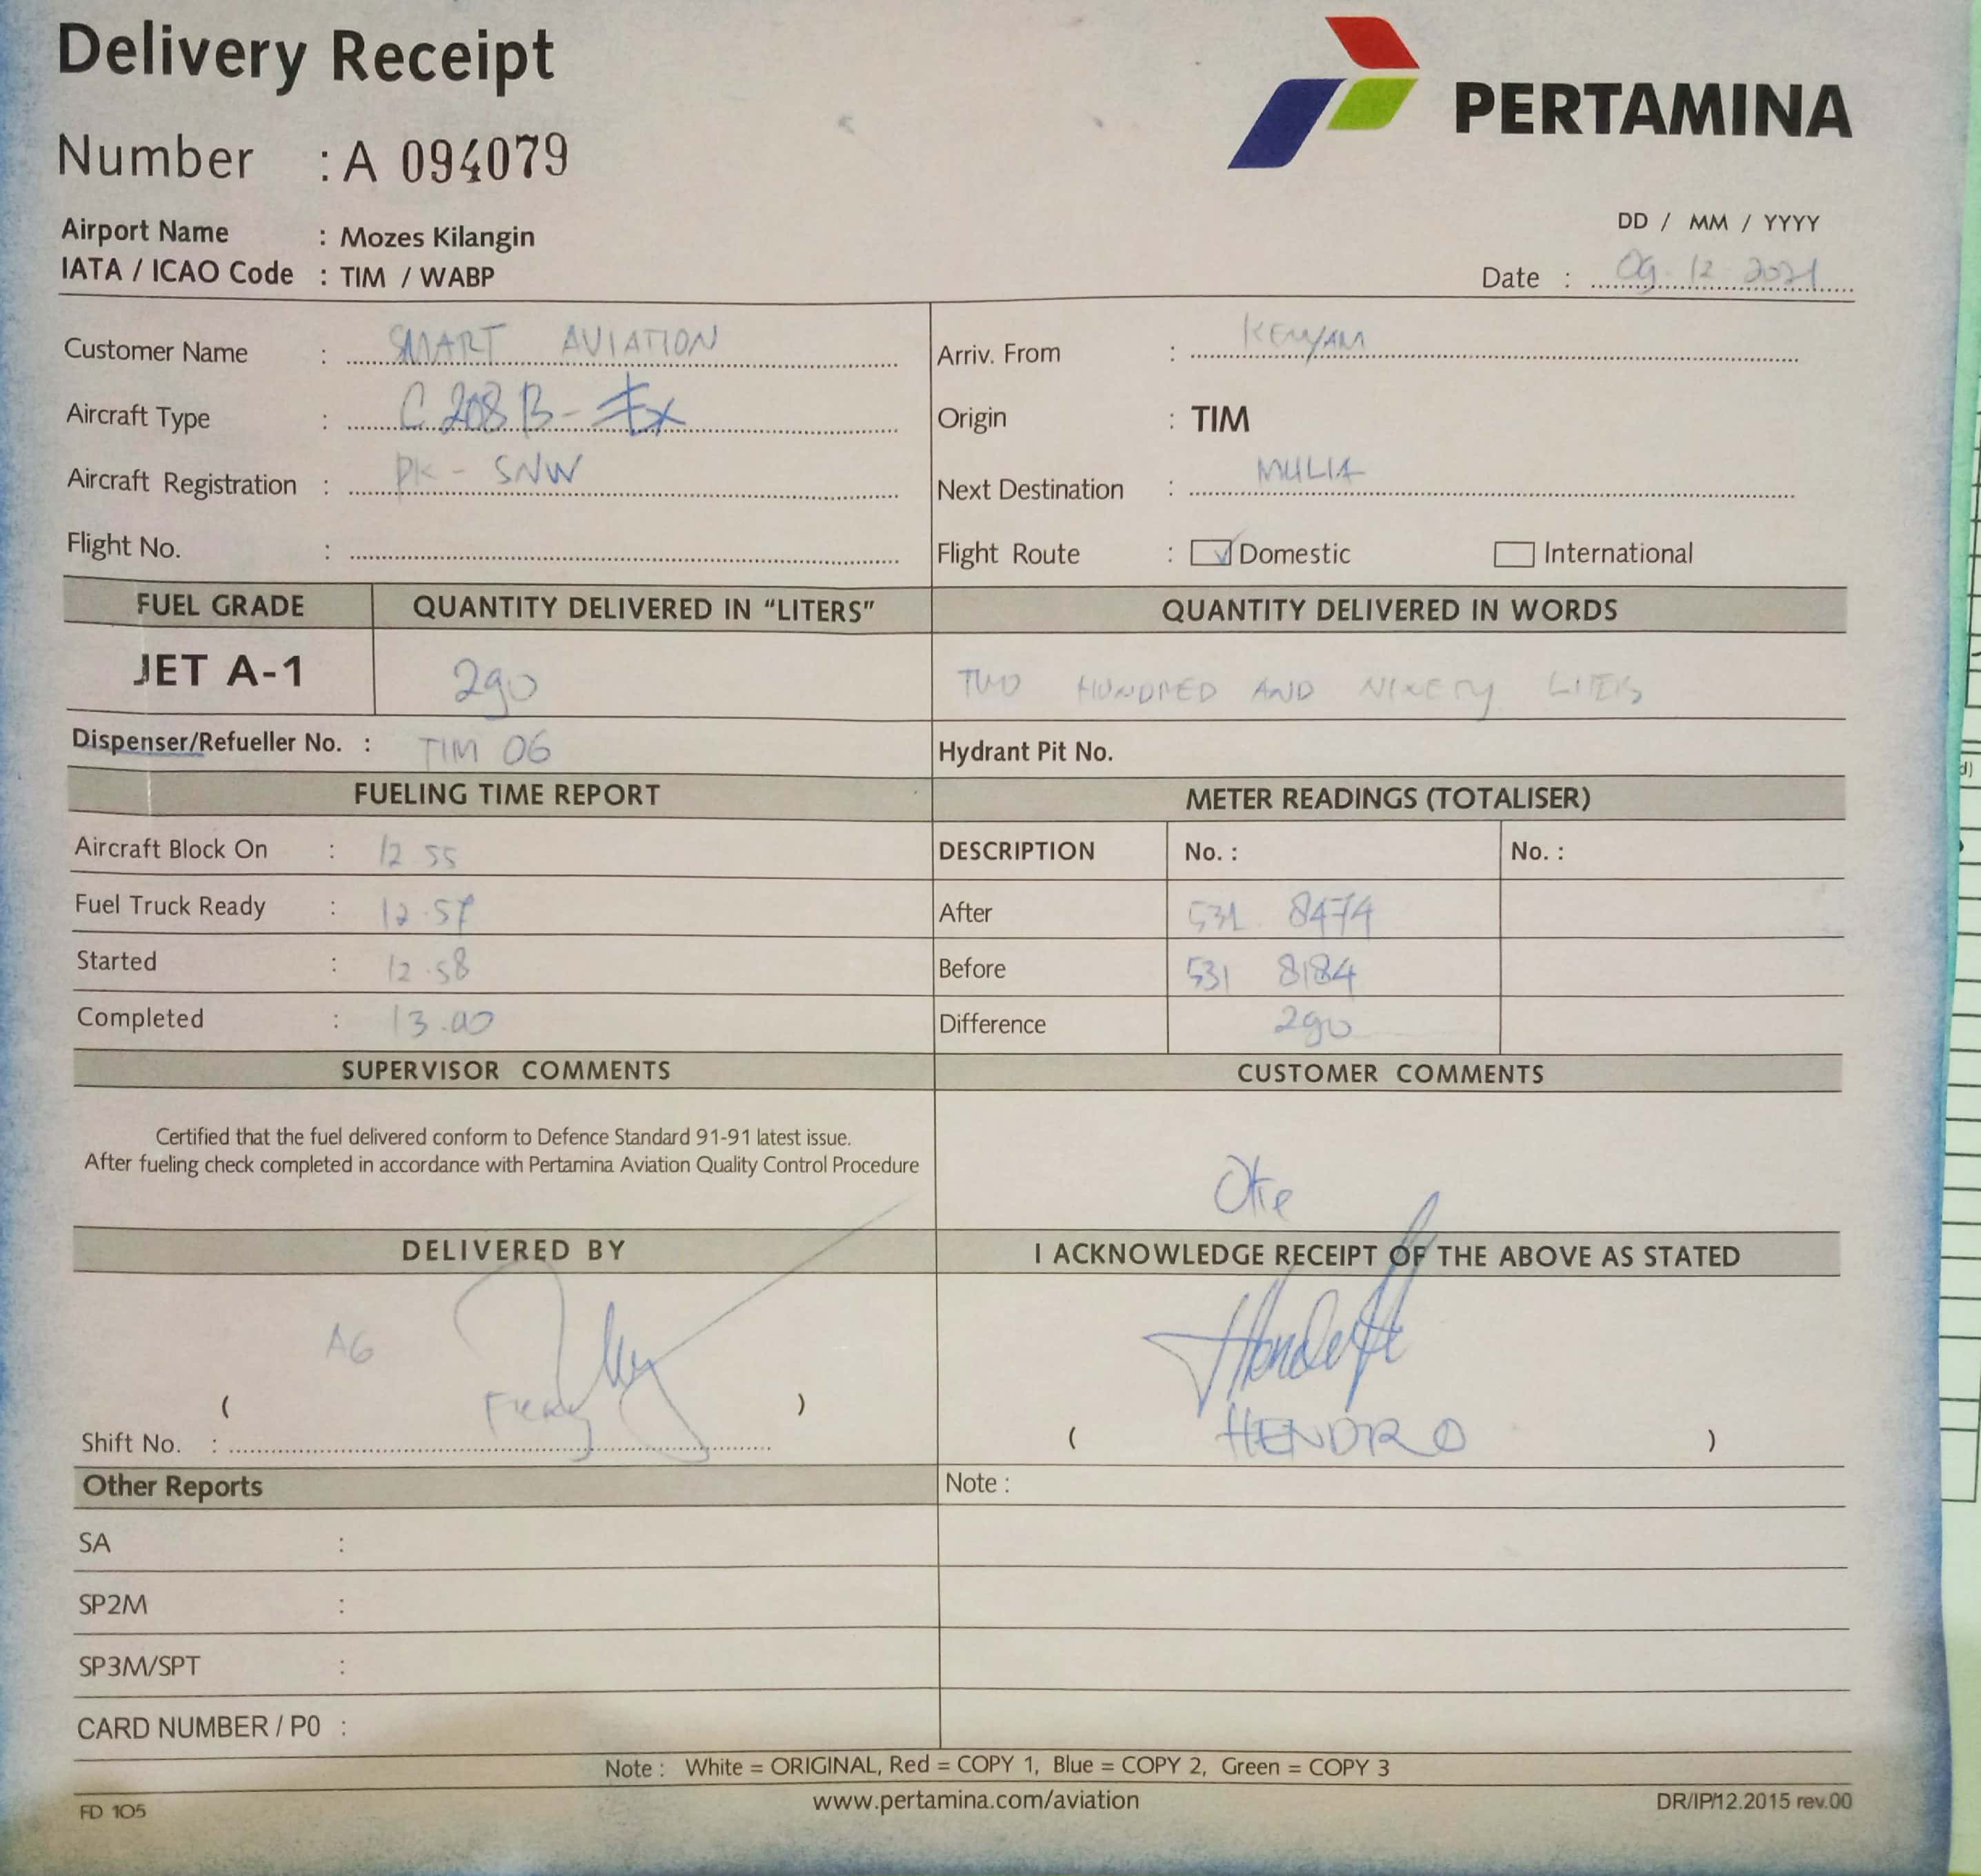 Delivery Receipt
PERTAMINA
Number : A 094079
Airport Name : Mozes Kilangin
IATA / ICAO Code : TIM / WABP
DD / MM / YYYY
Date : 09. 12 2021
Customer Name : SMART AVIATION
Arriv. From : KENYAM
Aircraft Type : C 208 B - Ex
Origin : TIM
Aircraft Registration : PK - SNW
Next Destination : MULIA
Flight No. :
Flight Route : Domestic International
FUEL GRADE QUANTITY DELIVERED IN "LITERS" QUANTITY DELIVERED IN WORDS
JET A-1 290 TWO HUNDRED AND NINETY LITERS
Dispenser/Refueller No. : TIM 06 Hydrant Pit No.
FUELING TIME REPORT METER READINGS (TOTALISER)
Aircraft Block On : 12 55 DESCRIPTION No. : No. :
Fuel Truck Ready : 12.57 After 531 8474
Started : 12.58 Before 531 8184
Completed : 13.00 Difference 290
SUPERVISOR COMMENTS CUSTOMER COMMENTS
Certified that the fuel delivered conform to Defence Standard 91-91 latest issue.
After fueling check completed in accordance with Pertamina Aviation Quality Control Procedure
Oke
DELIVERED BY I ACKNOWLEDGE RECEIPT OF THE ABOVE AS STATED
( )
Shift No. :
( HENDRO )
Other Reports Note :
SA :
SP2M :
SP3M/SPT :
CARD NUMBER / P0 :
Note : White = ORIGINAL, Red = COPY 1, Blue = COPY 2, Green = COPY 3
FD 105 www.pertamina.com/aviation DR/IP/12.2015 rev.00